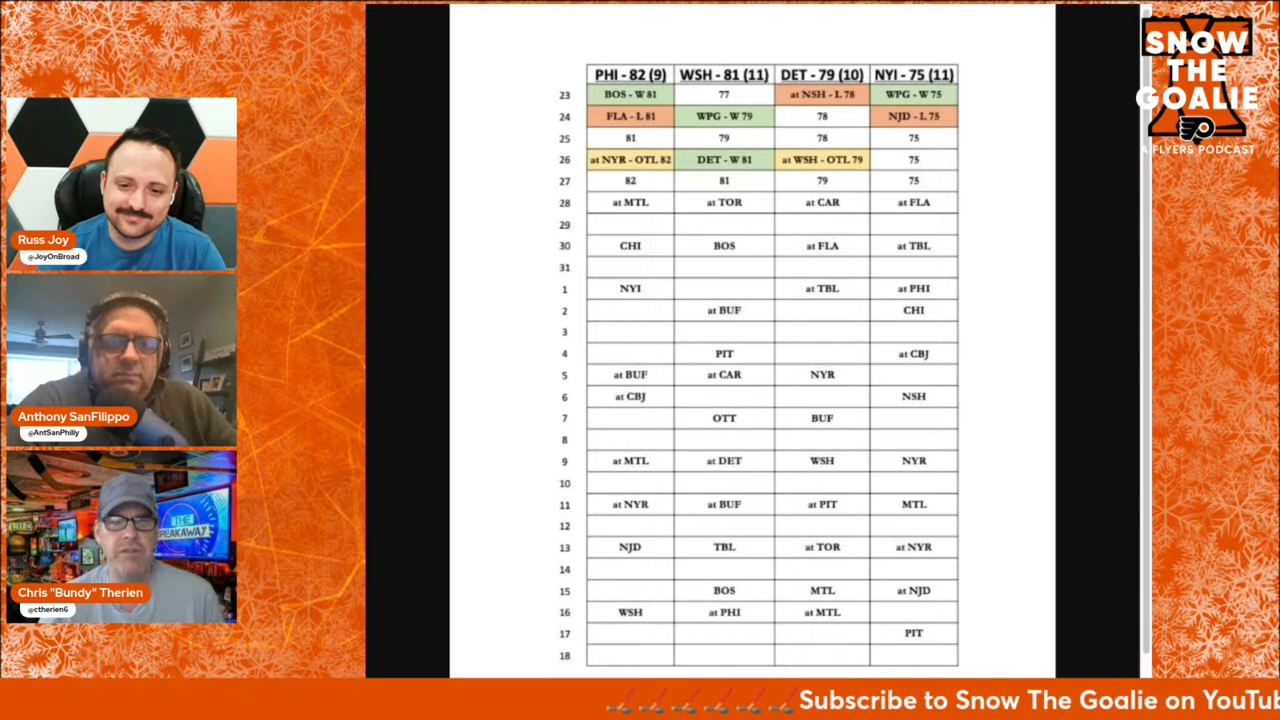 SNOW
THE
GOALIE
A FLYERS PODCAST
PHI - 82 (9) WSH - 81 (11) DET - 79 (10) NYI - 75 (11)
23 BOS - W 81 77 at NSH - L 78 WPG - W 75
24 FLA - L 81 WPG - W 79 78 NJD - L 75
25 81 79 78 75
26 at NYR - OTL 82 DET - W 81 at WSH - OTL 79 75
27 82 81 79 75
28 at MTL at TOR at CAR at FLA
29
30 CHI BOS at FLA at TBL
31
1 NYI at TBL at PHI
2 at BUF CHI
3
4 PIT at CBJ
5 at BUF at CAR NYR
6 at CBJ NSH
7 OTT BUF
8
9 at MTL at DET WSH NYR
10
11 at NYR at BUF at PIT MTL
12
13 NJD TBL at TOR at NYR
14
15 BOS MTL at NJD
16 WSH at PHI at MTL
17 PIT
18
Russ Joy
@JoyOnBroad
Anthony SanFilippo
@AntSanPhilly
THE
BREAKAWAY
Chris "Bundy" Therien
@ctherien6
Subscribe to Snow The Goalie on YouTub